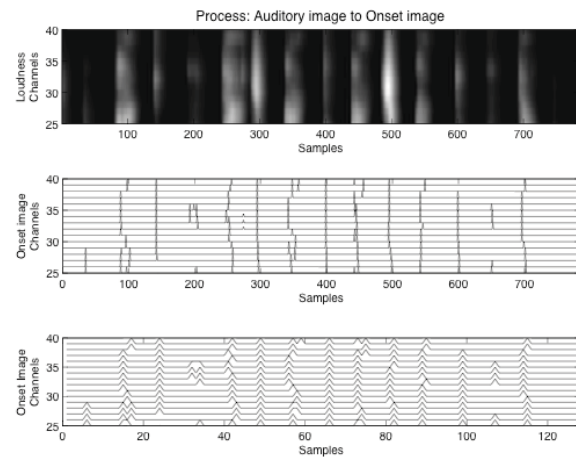 Process: Auditory image to Onset image
Loudness
Channels
40
35
30
25
100 200 300 400 500 600 700
Samples
Onset image
Channels
40
35
30
25
0 100 200 300 400 500 600 700
Samples
Onset Image
Channels
40
35
30
25
0 20 40 60 80 100 120
Samples